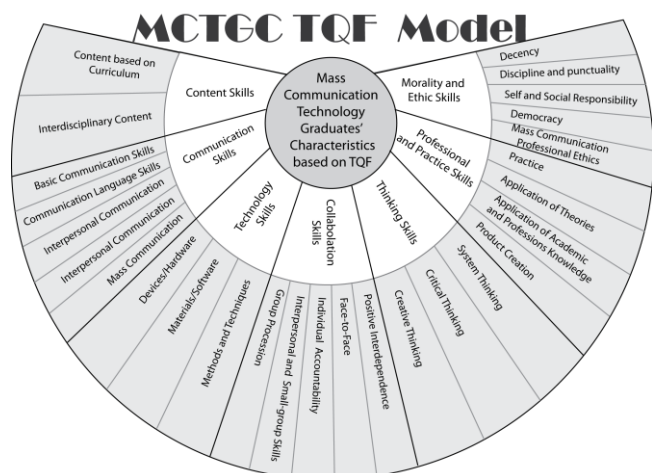 MCTGC TQF Model
Mass
Communication
Technology
Graduates'
Characteristics
based on TQF
Content Skills
Content based on
Curriculum
Interdisciplinary Content
Communication
Skills
Basic Communication Skills
Communication Language Skills
Interpersonal Communication
Interpersonal Communication
Mass Communication
Technology
Skills
Devices/Hardware
Materials/Software
Methods and Techniques
Collabolation
Skills
Group Procession
Interpersonal and Small-group Skills
Individual Accountability
Face-to-Face
Positive Interdependence
Thinking Skills
Creative Thinking
Critical Thinking
System Thinking
Professional
and Practice Skills
Product Creation
Application of Academic
and Professions Knowledge
Application of Theories
Practice
Morality and
Ethic Skills
Mass Communication
Professional Ethics
Democracy
Self and Social Responsibility
Discipline and punctuality
Decency